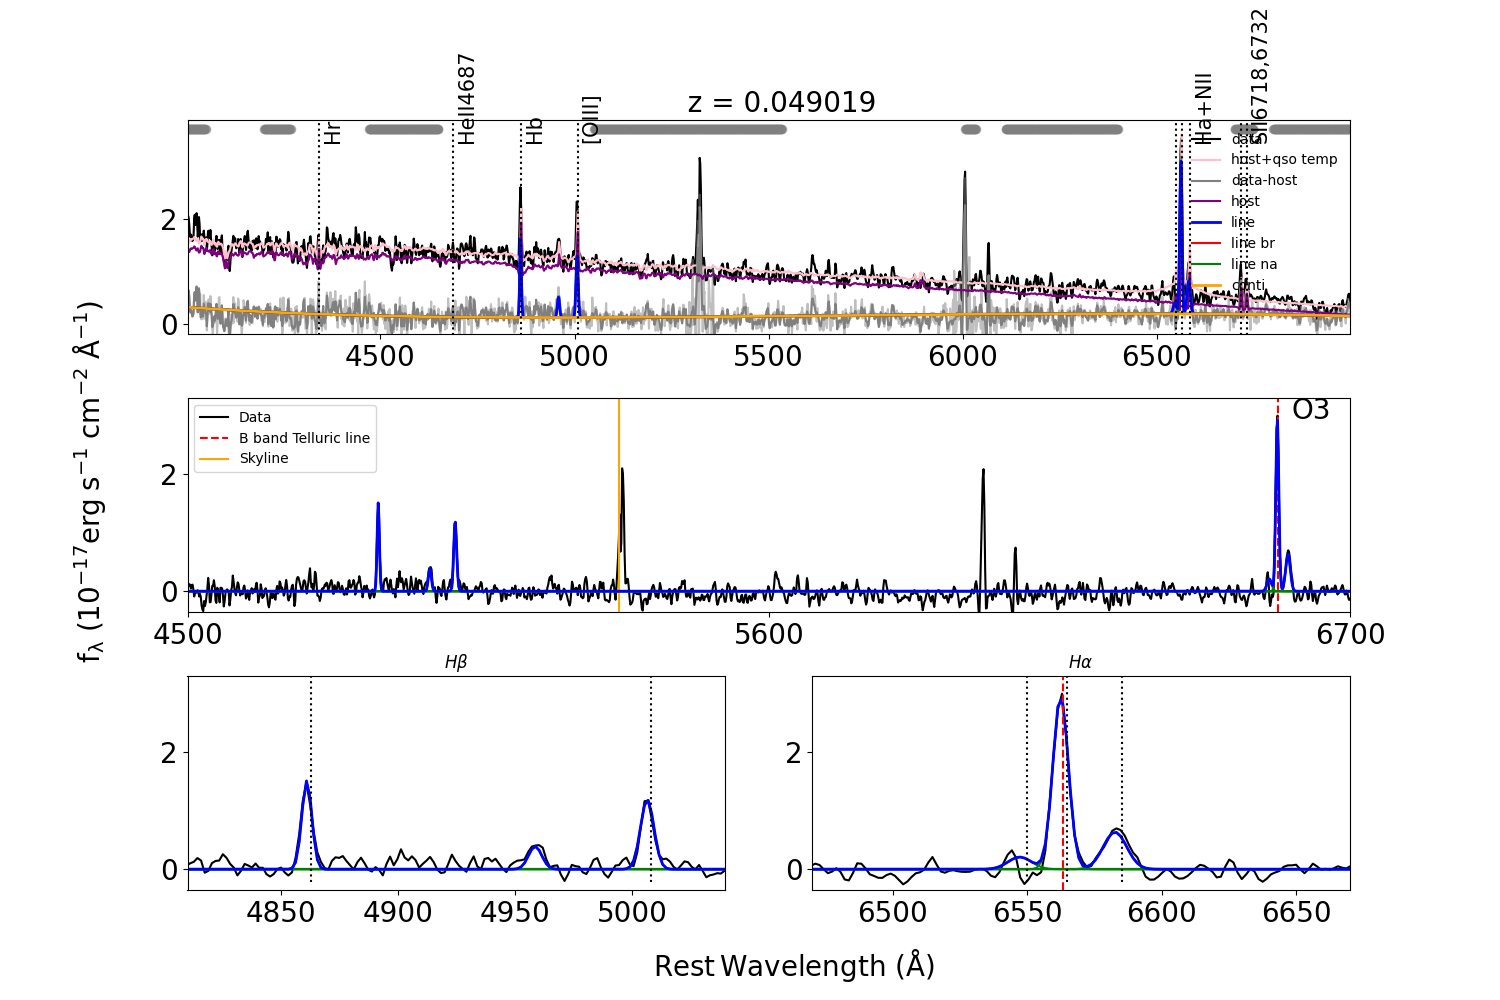 z = 0.049019
Hr
HeII4687
Hb
[OIII]
Ha+NII
SII6718,6732
data
host+qso temp
data-host
host
line
line br
line na
conti
2
0
4500
5000
5500
6000
6500
Data
B band Telluric line
Skyline
O3
2
0
4500
5600
6700
fλ (10⁻¹⁷erg s⁻¹ cm⁻² Å⁻¹)
Hβ
2
0
4850
4900
4950
5000
Hα
2
0
6500
6550
6600
6650
Rest Wavelength (Å)